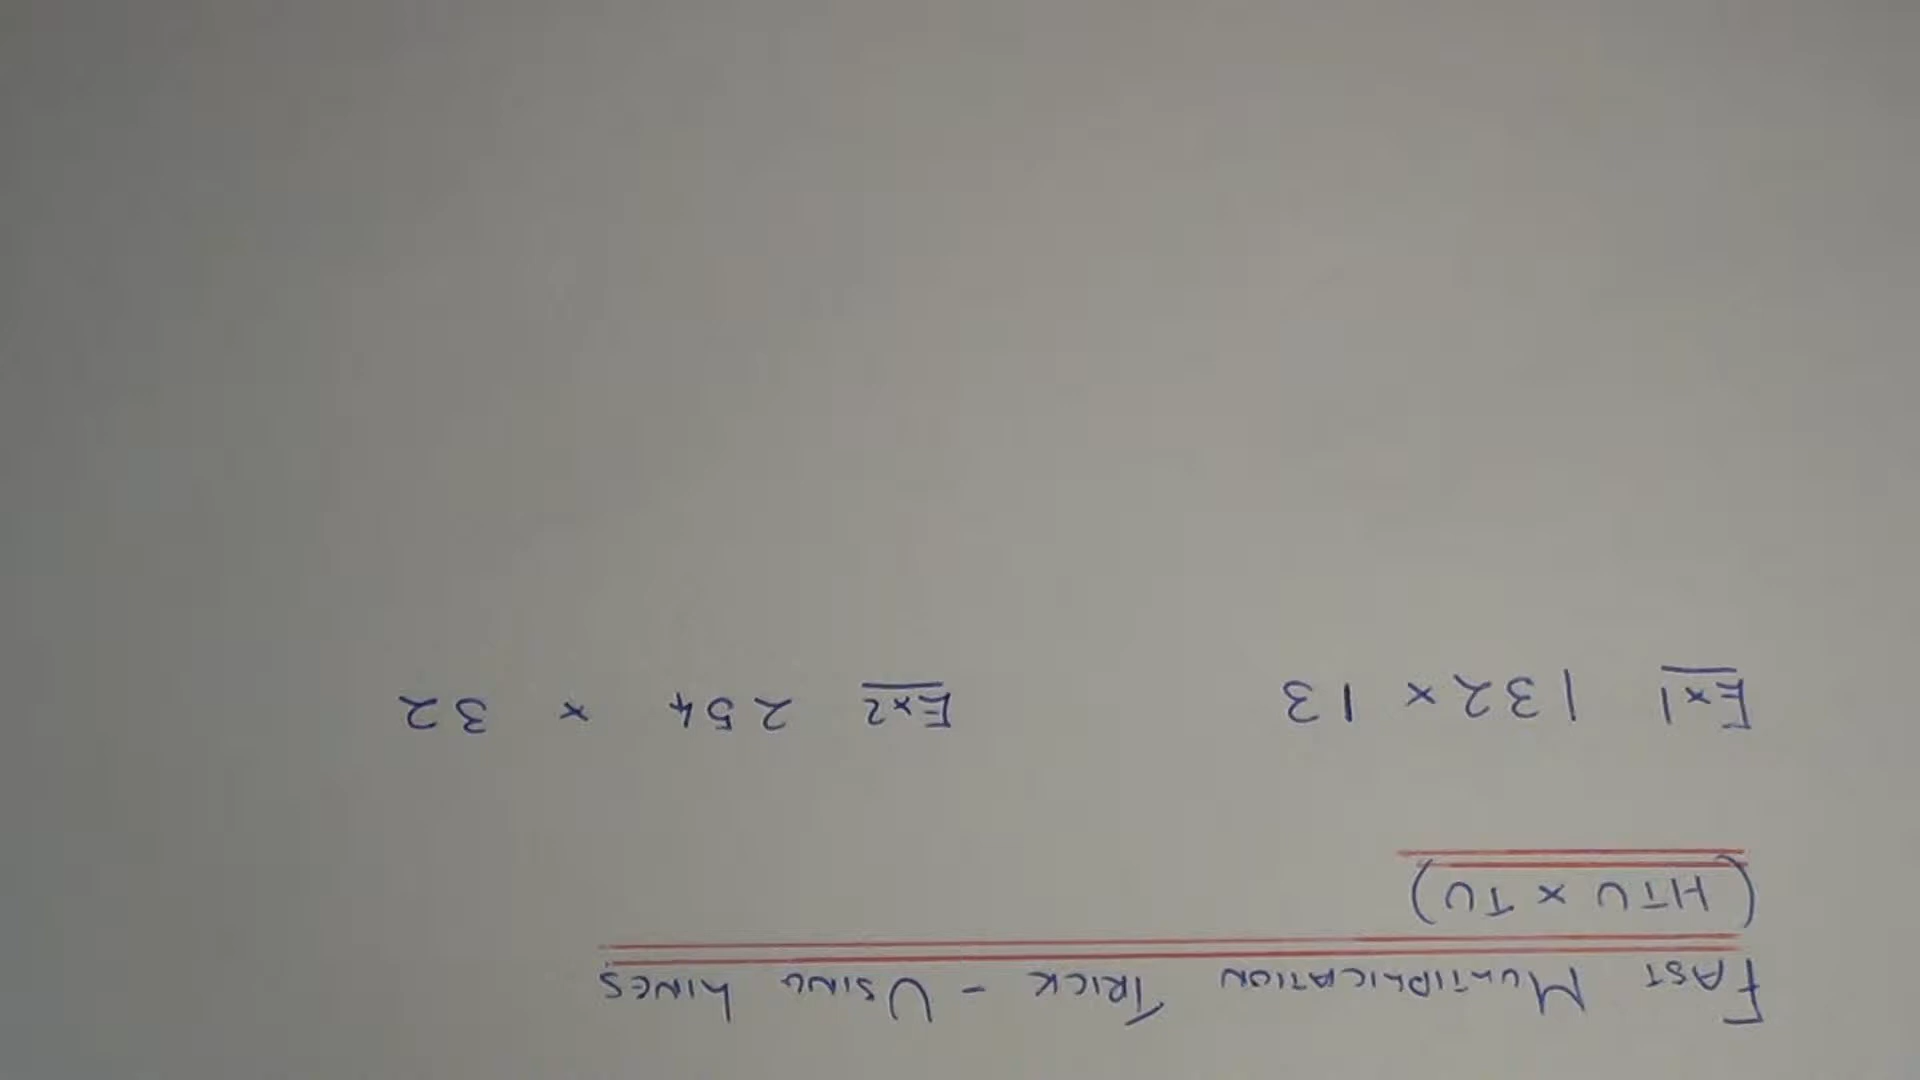 FAST MULTIPLICATION TRICK - USING LINES
(HTU × TU)
Ex1 132 × 13 Ex2 254 × 32